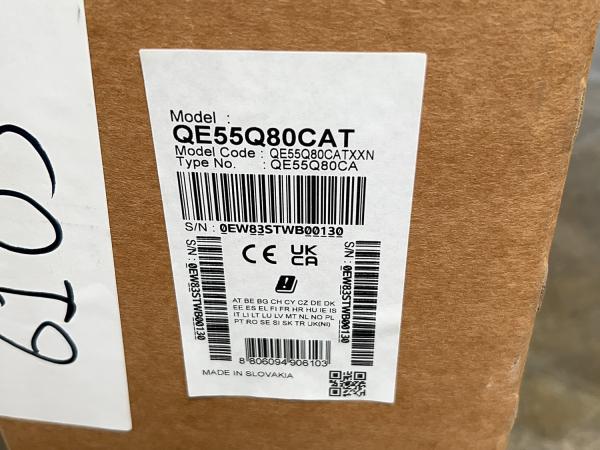 6103
Model :
QE55Q80CAT
Model Code : QE55Q80CATXXN
Type No. : QE55Q80CA
S/N : 0EW83STWB00130
S/N : 0EW83STWB00130
CE UK CA
S/N : 0EW83STWB00130
AT BE BG CH CY CZ DE DK
EE ES EL FI FR HR HU IE IS
IT LI LT LU LV MT NL NO PL
PT RO SE SI SK TR UK(NI)
8 806094 906103
MADE IN SLOVAKIA